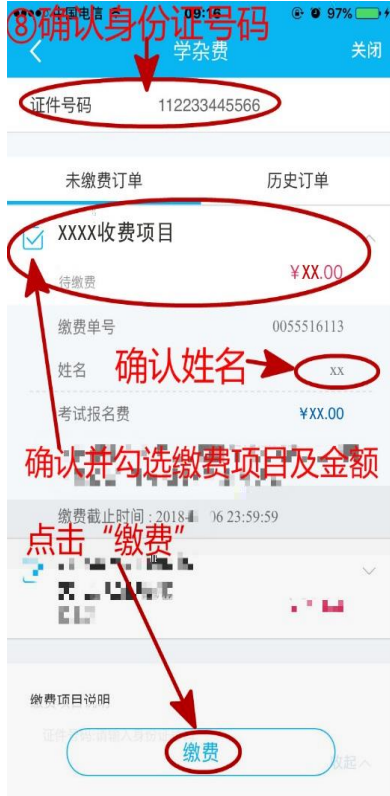 ⑧确认身份证号码
中国电信 09:16 97%
学杂费 关闭
证件号码 112233445566
未缴费订单 历史订单
XXXX收费项目
待缴费 ¥XX.00
缴费单号 0055516113
确认姓名
姓名 xx
考试报名费 ¥XX.00
确认并勾选缴费项目及金额
缴费截止时间 : 2018- 06 23:59:59
点击“缴费”
缴费项目说明
缴费
收起